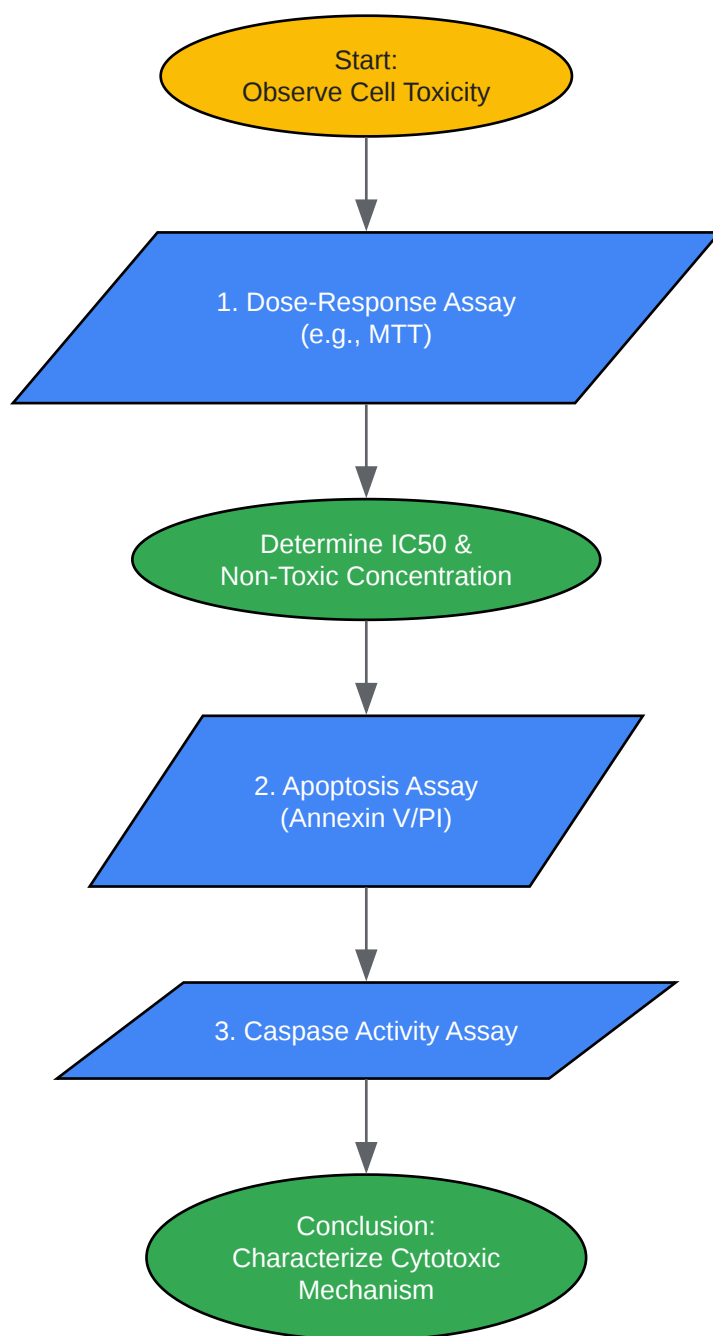 Start:
Observe Cell Toxicity
1. Dose-Response Assay
(e.g., MTT)
Determine IC50 &
Non-Toxic Concentration
2. Apoptosis Assay
(Annexin V/PI)
3. Caspase Activity Assay
Conclusion:
Characterize Cytotoxic
Mechanism